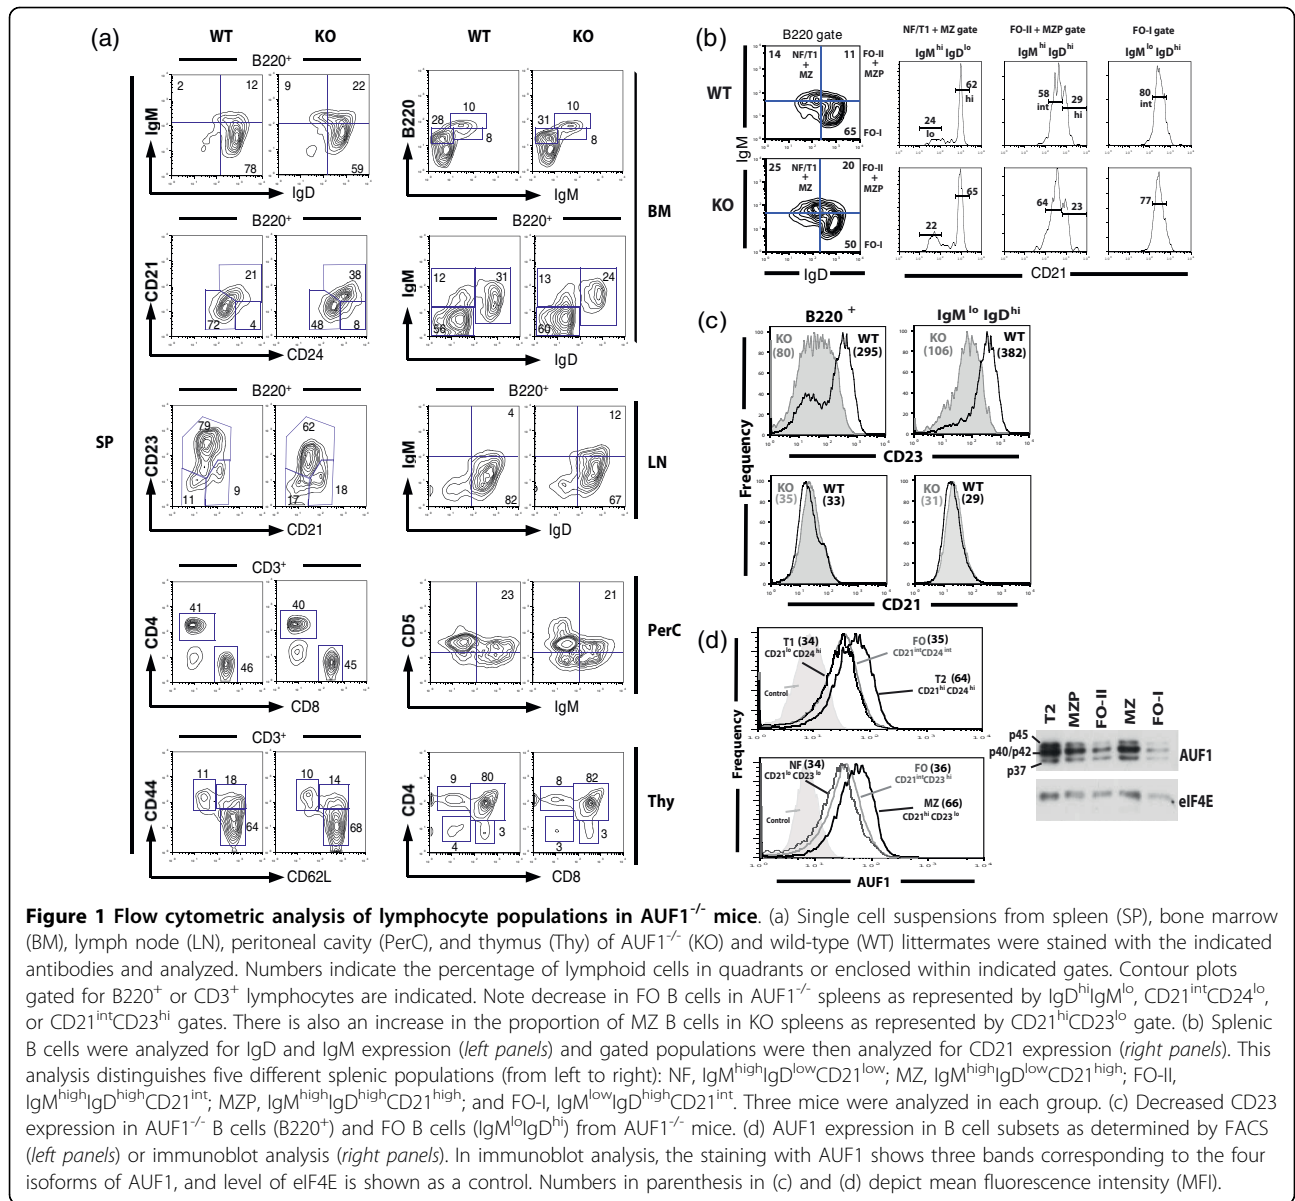 (a)
WT KO WT KO
B220+
2 12 9 22
IgM
78 59
IgD
10 10
B220
28 31
8 8
IgM
BM
B220+ B220+
21 38
CD21
72 4 48 8
CD24
12 31 13 24
IgM
56 60
IgD
B220+ B220+
79 62
CD23
11 9 17 18
CD21
4 12
IgM
82 67
IgD
LN
SP
CD3+
41 40
CD4
46 45
CD8
23 21
CD5
IgM
PerC
CD3+
11 18 10 14
CD44
64 68
CD62L
9 80 8 82
CD4
4 3 3 3
CD8
Thy
(b)
B220 gate
NF/T1 + MZ gate
IgMhi IgDlo
FO-II + MZP gate
IgMhi IgDhi
FO-I gate
IgMlo IgDhi
WT
14 NF/T1 + MZ 11 FO-II + MZP
65 FO-I
62 hi
24 lo
58 int
29 hi
80 int
IgM
KO
25 NF/T1 + MZ 20 FO-II + MZP
50 FO-I
65
22
64 23
77
IgD
CD21
(c)
B220+ IgMlo IgDhi
KO (80) WT (295)
KO (106) WT (382)
CD23
Frequency
KO (35) WT (33)
KO (31) WT (29)
CD21
(d)
T1 (34) CD21lo CD24hi
FO (35) CD21intCD24int
T2 (64) CD21hi CD24hi
Control
Frequency
NF (34) CD21lo CD23lo
FO (36) CD21intCD23hi
MZ (66) CD21hi CD23lo
Control
AUF1
T2 MZP FO-II MZ FO-I
p45
p40/p42
p37
AUF1
eIF4E
Figure 1 Flow cytometric analysis of lymphocyte populations in AUF1-/- mice. (a) Single cell suspensions from spleen (SP), bone marrow
(BM), lymph node (LN), peritoneal cavity (PerC), and thymus (Thy) of AUF1-/- (KO) and wild-type (WT) littermates were stained with the indicated
antibodies and analyzed. Numbers indicate the percentage of lymphoid cells in quadrants or enclosed within indicated gates. Contour plots
gated for B220+ or CD3+ lymphocytes are indicated. Note decrease in FO B cells in AUF1-/- spleens as represented by IgDhiIgMlo, CD21intCD24lo,
or CD21intCD23hi gates. There is also an increase in the proportion of MZ B cells in KO spleens as represented by CD21hiCD23lo gate. (b) Splenic
B cells were analyzed for IgD and IgM expression (left panels) and gated populations were then analyzed for CD21 expression (right panels). This
analysis distinguishes five different splenic populations (from left to right): NF, IgMhighIgDlowCD21low; MZ, IgMhighIgDlowCD21high; FO-II,
IgMhighIgDhighCD21int; MZP, IgMhighIgDhighCD21high; and FO-I, IgMlowIgDhighCD21int. Three mice were analyzed in each group. (c) Decreased CD23
expression in AUF1-/- B cells (B220+) and FO B cells (IgMloIgDhi) from AUF1-/- mice. (d) AUF1 expression in B cell subsets as determined by FACS
(left panels) or immunoblot analysis (right panels). In immunoblot analysis, the staining with AUF1 shows three bands corresponding to the four
isoforms of AUF1, and level of eIF4E is shown as a control. Numbers in parenthesis in (c) and (d) depict mean fluorescence intensity (MFI).